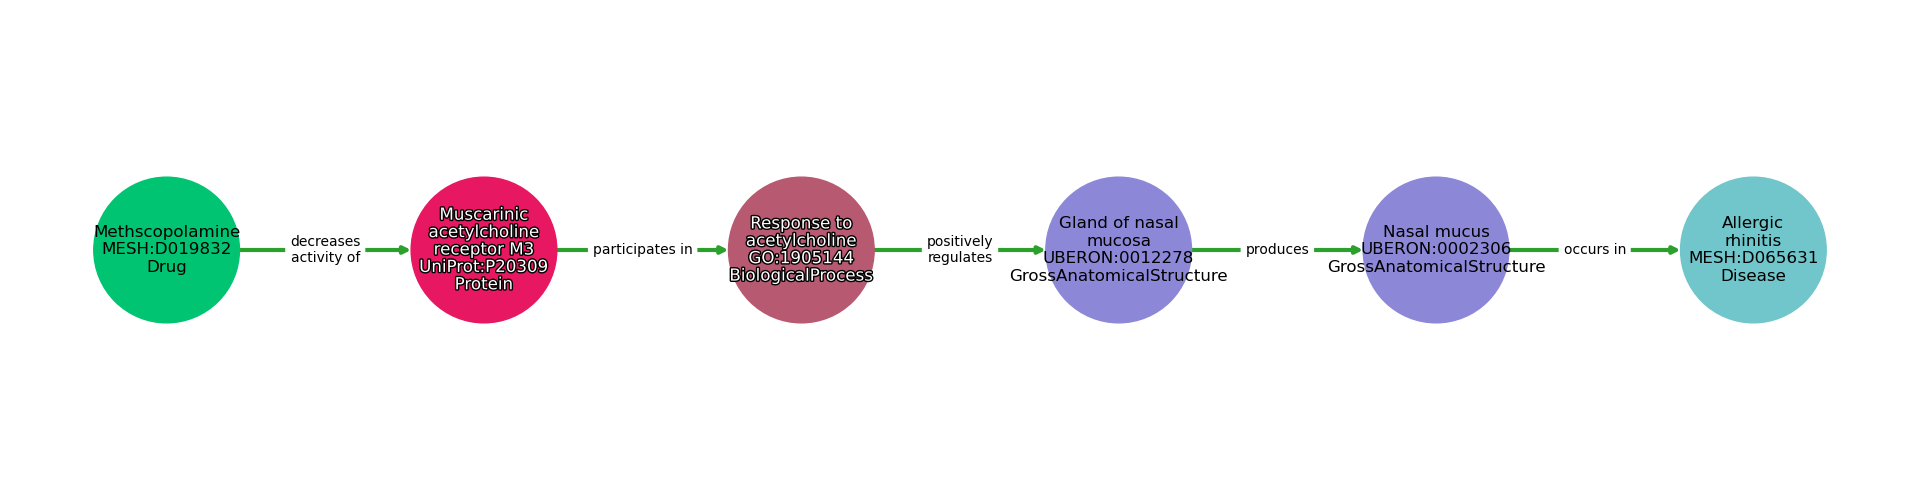 Methscopolamine
MESH:D019832
Drug
decreases
activity of
Muscarinic
acetylcholine
receptor M3
UniProt:P20309
Protein
participates in
Response to
acetylcholine
GO:1905144
BiologicalProcess
positively
regulates
Gland of nasal
mucosa
UBERON:0012278
GrossAnatomicalStructure
produces
Nasal mucus
UBERON:0002306
GrossAnatomicalStructure
occurs in
Allergic
rhinitis
MESH:D065631
Disease